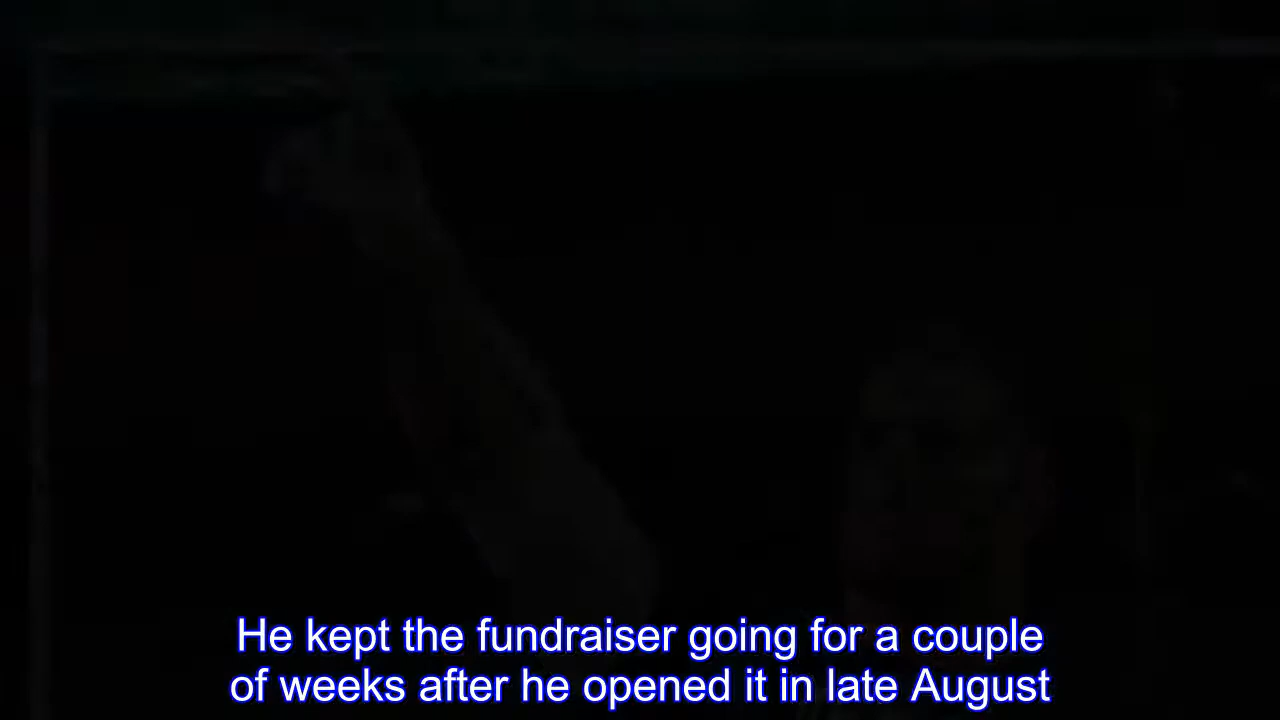 He kept the fundraiser going for a couple
of weeks after he opened it in late August